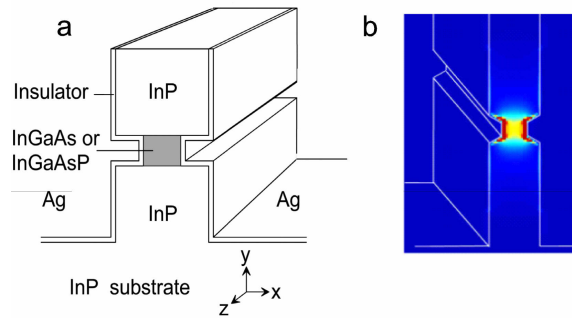 a
b
Insulator
InP
InGaAs or
InGaAsP
Ag
InP
Ag
InP substrate
y
x
z